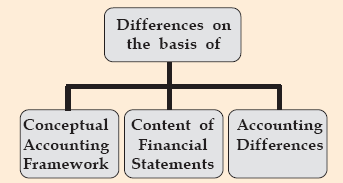 Differences on
the basis of
Conceptual
Accounting
Framework
Content of
Financial
Statements
Accounting
Differences